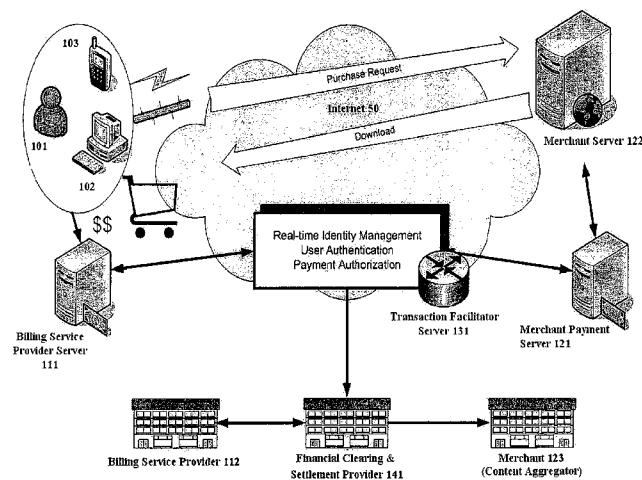 103
101
102
Purchase Request
Internet 50
Download
Merchant Server 122
$$
Real-time Identity Management
User Authentication
Payment Authorization
Billing Service
Provider Server
111
Transaction Facilitator
Server 131
Merchant Payment
Server 121
Billing Service Provider 112
Financial Clearing &
Settlement Provider 141
Merchant 123
(Content Aggregator)